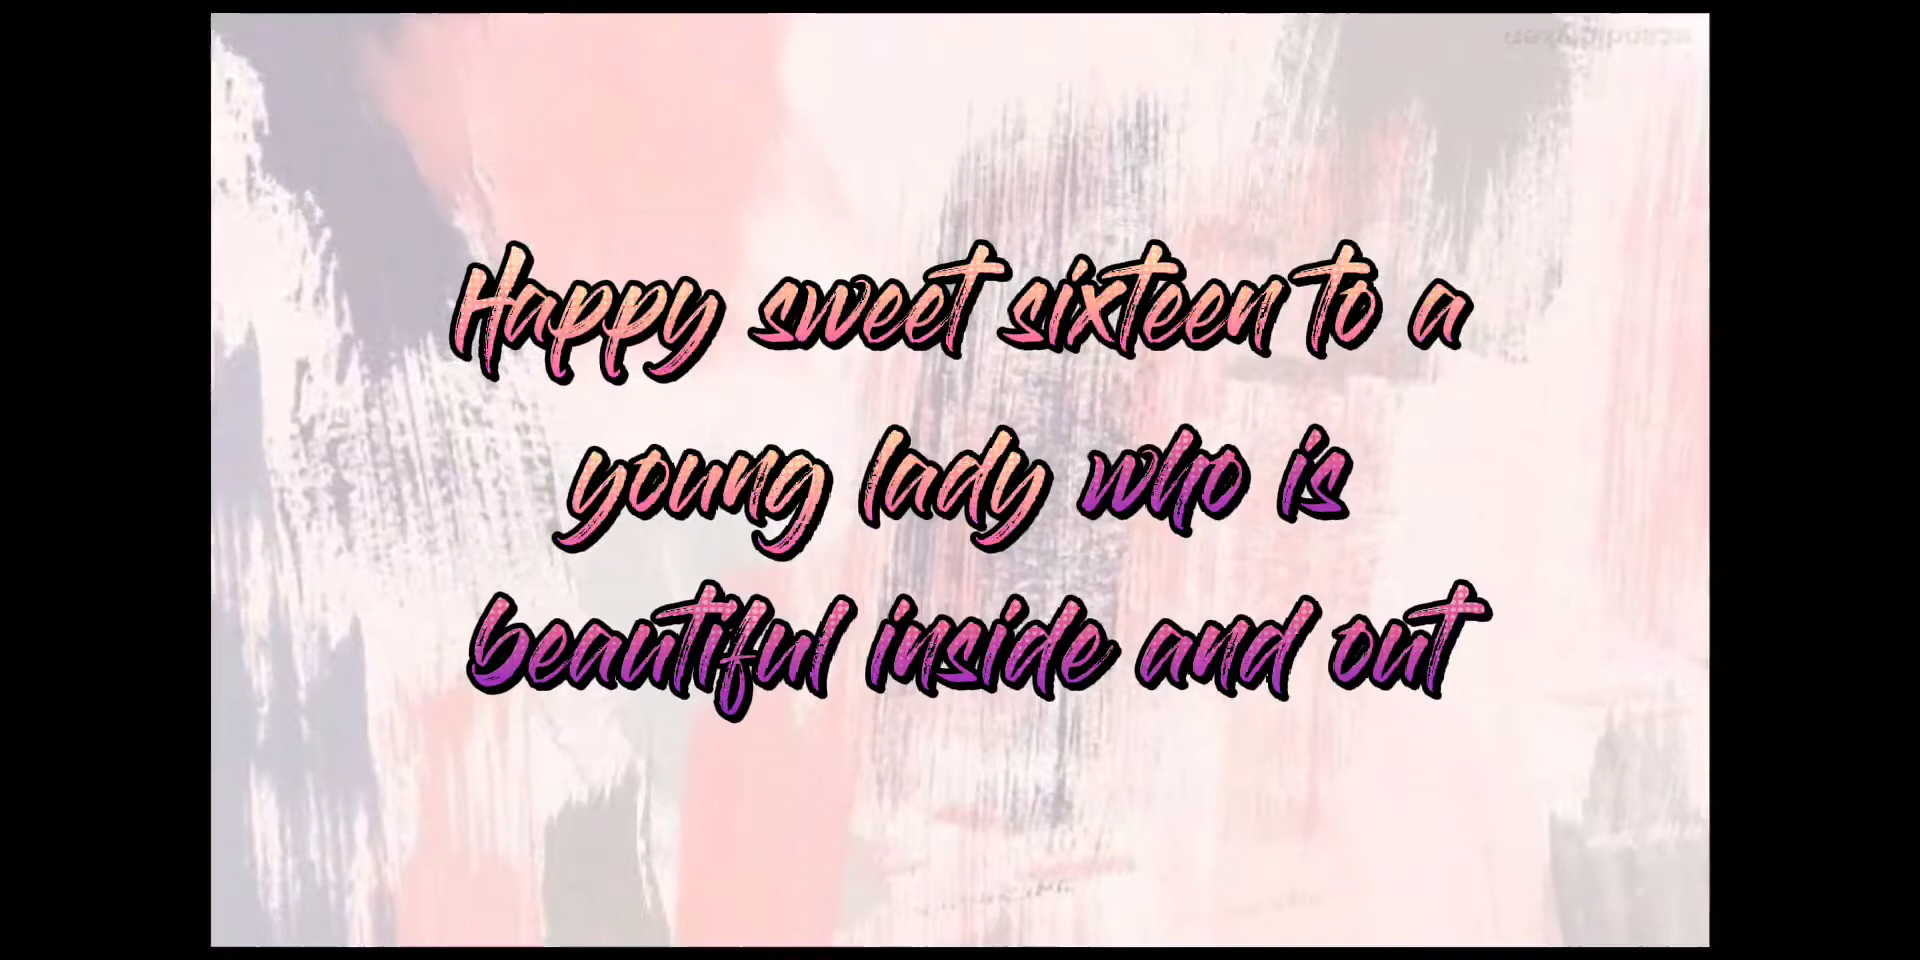 Happy sweet sixteen to a
young lady who is
beautiful inside and out